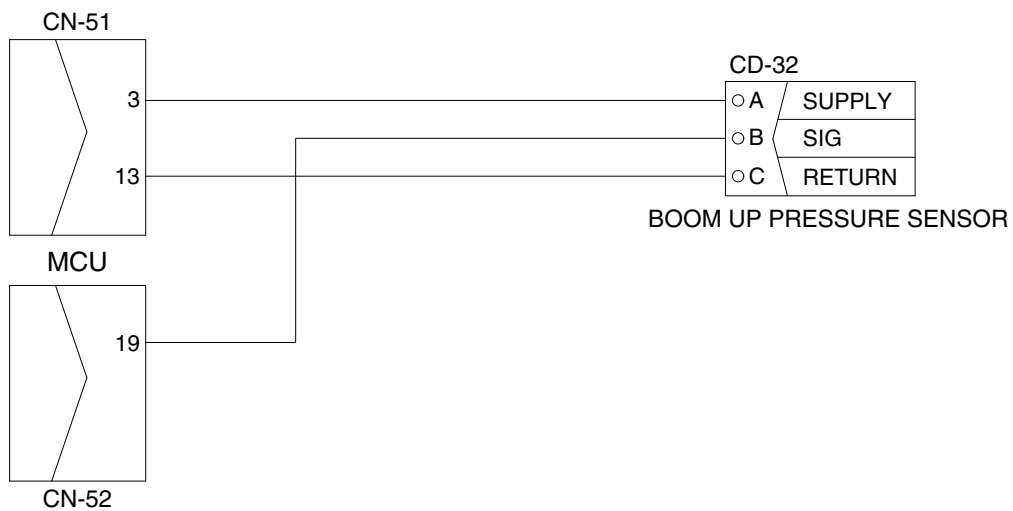 CN-51
CD-32
3
A SUPPLY
B SIG
13
C RETURN
BOOM UP PRESSURE SENSOR
MCU
19
CN-52